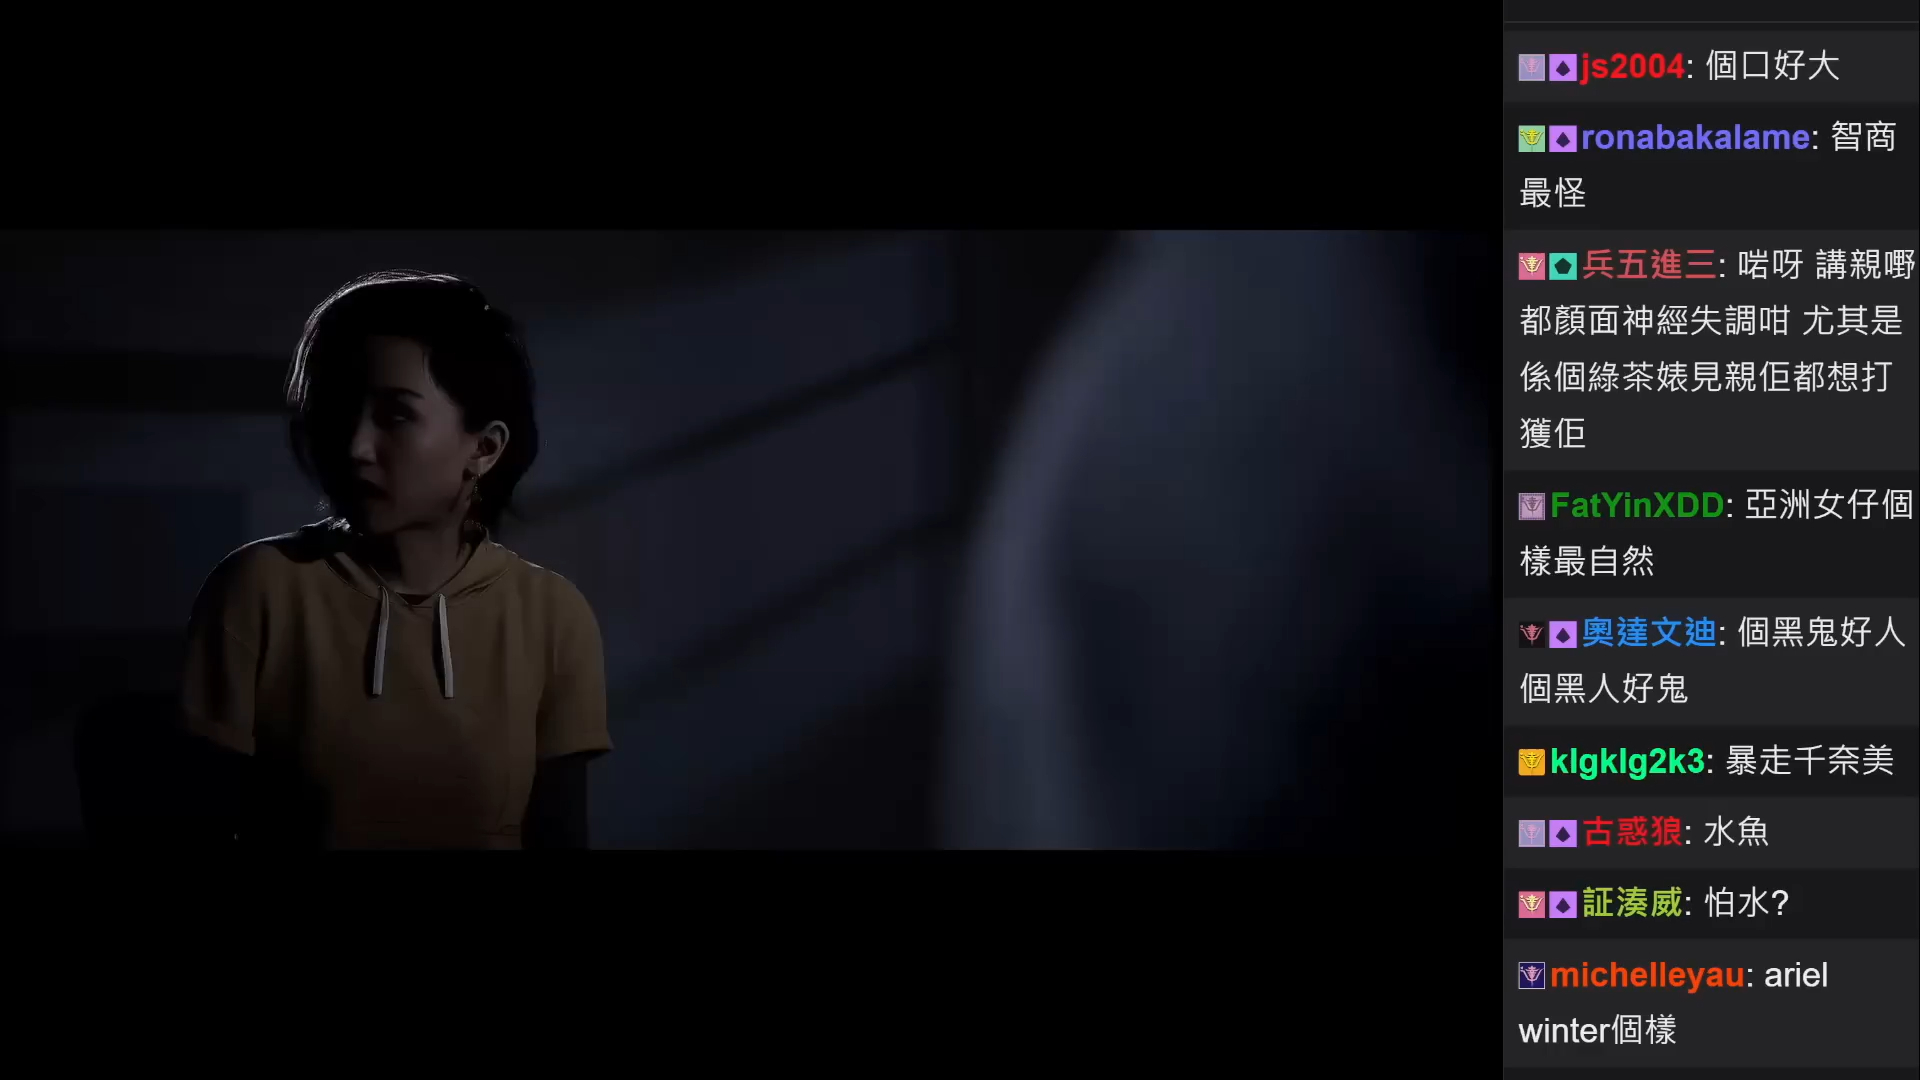 js2004: 個口好大
ronabakalame: 智商
最怪
兵五進三: 啱呀 講親嘢
都顏面神經失調咁 尤其是
係個綠茶婊見親佢都想打
獲佢
FatYinXDD: 亞洲女仔個
樣最自然
奧達文迪: 個黑鬼好人
個黑人好鬼
klgklg2k3: 暴走千奈美
古惑狼: 水魚
証湊威: 怕水?
michelleyau: ariel
winter個樣